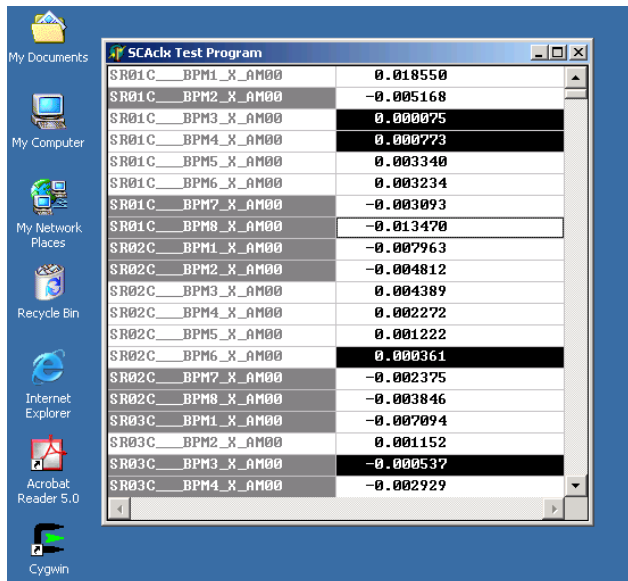 My Documents
My Computer
My Network
Places
Recycle Bin
Internet
Explorer
Acrobat
Reader 5.0
Cygwin
SCAclx Test Program
SR01C___BPM1_X_AM00 0.018550
SR01C___BPM2_X_AM00 -0.005168
SR01C___BPM3_X_AM00 0.000075
SR01C___BPM4_X_AM00 0.000773
SR01C___BPM5_X_AM00 0.003340
SR01C___BPM6_X_AM00 0.003234
SR01C___BPM7_X_AM00 -0.003093
SR01C___BPM8_X_AM00 -0.013470
SR02C___BPM1_X_AM00 -0.007963
SR02C___BPM2_X_AM00 -0.004812
SR02C___BPM3_X_AM00 0.004389
SR02C___BPM4_X_AM00 0.002272
SR02C___BPM5_X_AM00 0.001222
SR02C___BPM6_X_AM00 0.000361
SR02C___BPM7_X_AM00 -0.002375
SR02C___BPM8_X_AM00 -0.003846
SR03C___BPM1_X_AM00 -0.007094
SR03C___BPM2_X_AM00 0.001152
SR03C___BPM3_X_AM00 -0.000537
SR03C___BPM4_X_AM00 -0.002929